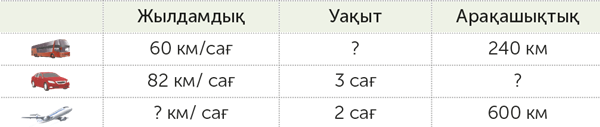 Жылдамдық Уақыт Арақашықтық
60 км/сағ ? 240 км
82 км/ сағ 3 сағ ?
? км/ сағ 2 сағ 600 км